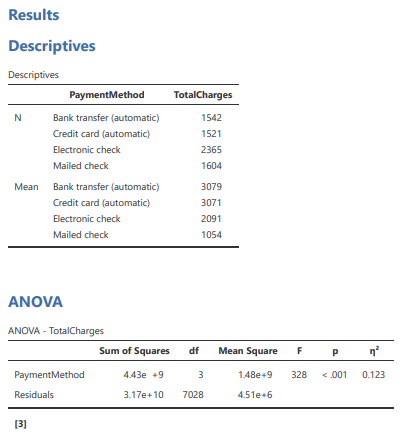 Results
Descriptives
Descriptives
PaymentMethod TotalCharges
N Bank transfer (automatic) 1542
Credit card (automatic) 1521
Electronic check 2365
Mailed check 1604
Mean Bank transfer (automatic) 3079
Credit card (automatic) 3071
Electronic check 2091
Mailed check 1054
ANOVA
ANOVA - TotalCharges
Sum of Squares df Mean Square F p η²
PaymentMethod 4.43e +9 3 1.48e+9 328 < .001 0.123
Residuals 3.17e+10 7028 4.51e+6
[3]